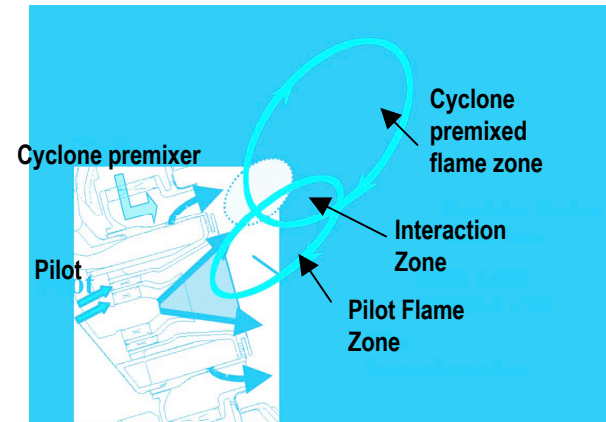 Cyclone premixer
Pilot
Cyclone
premixed
flame zone
Interaction
Zone
Pilot Flame
Zone